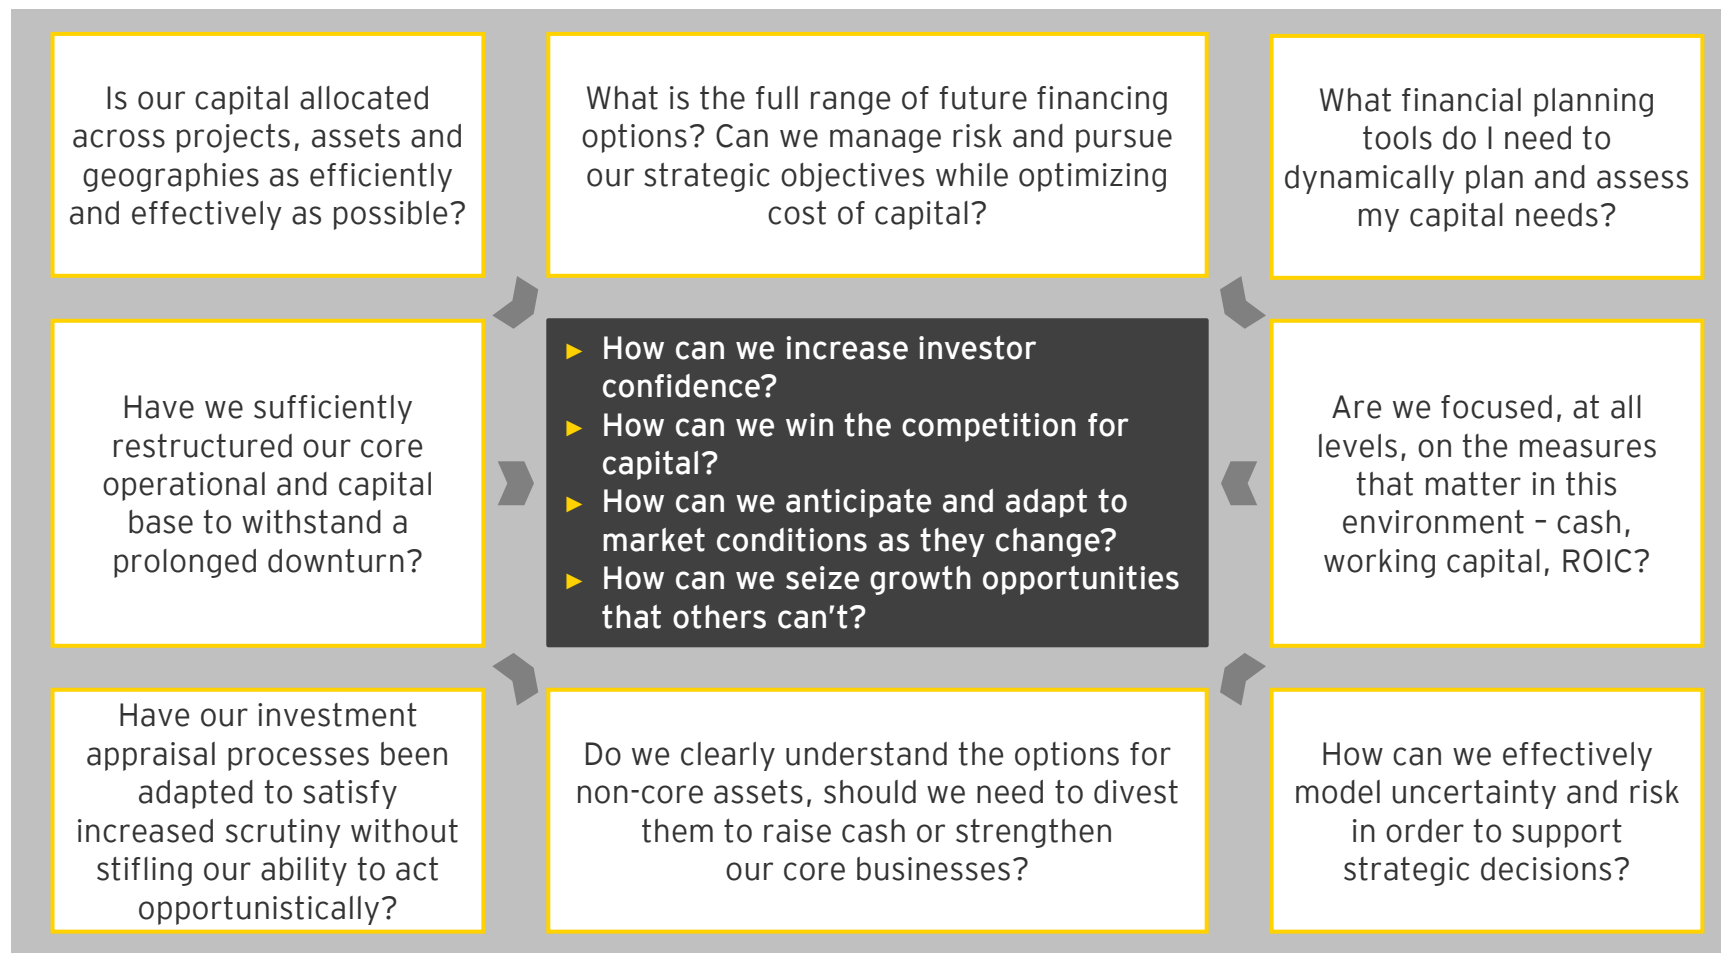 Is our capital allocated
across projects, assets and
geographies as efficiently
and effectively as possible?
What is the full range of future financing
options? Can we manage risk and pursue
our strategic objectives while optimizing
cost of capital?
What financial planning
tools do I need to
dynamically plan and assess
my capital needs?
Have we sufficiently
restructured our core
operational and capital
base to withstand a
prolonged downturn?
► How can we increase investor
confidence?
► How can we win the competition for
capital?
► How can we anticipate and adapt to
market conditions as they change?
► How can we seize growth opportunities
that others can’t?
Are we focused, at all
levels, on the measures
that matter in this
environment – cash,
working capital, ROIC?
Have our investment
appraisal processes been
adapted to satisfy
increased scrutiny without
stifling our ability to act
opportunistically?
Do we clearly understand the options for
non-core assets, should we need to divest
them to raise cash or strengthen
our core businesses?
How can we effectively
model uncertainty and risk
in order to support
strategic decisions?